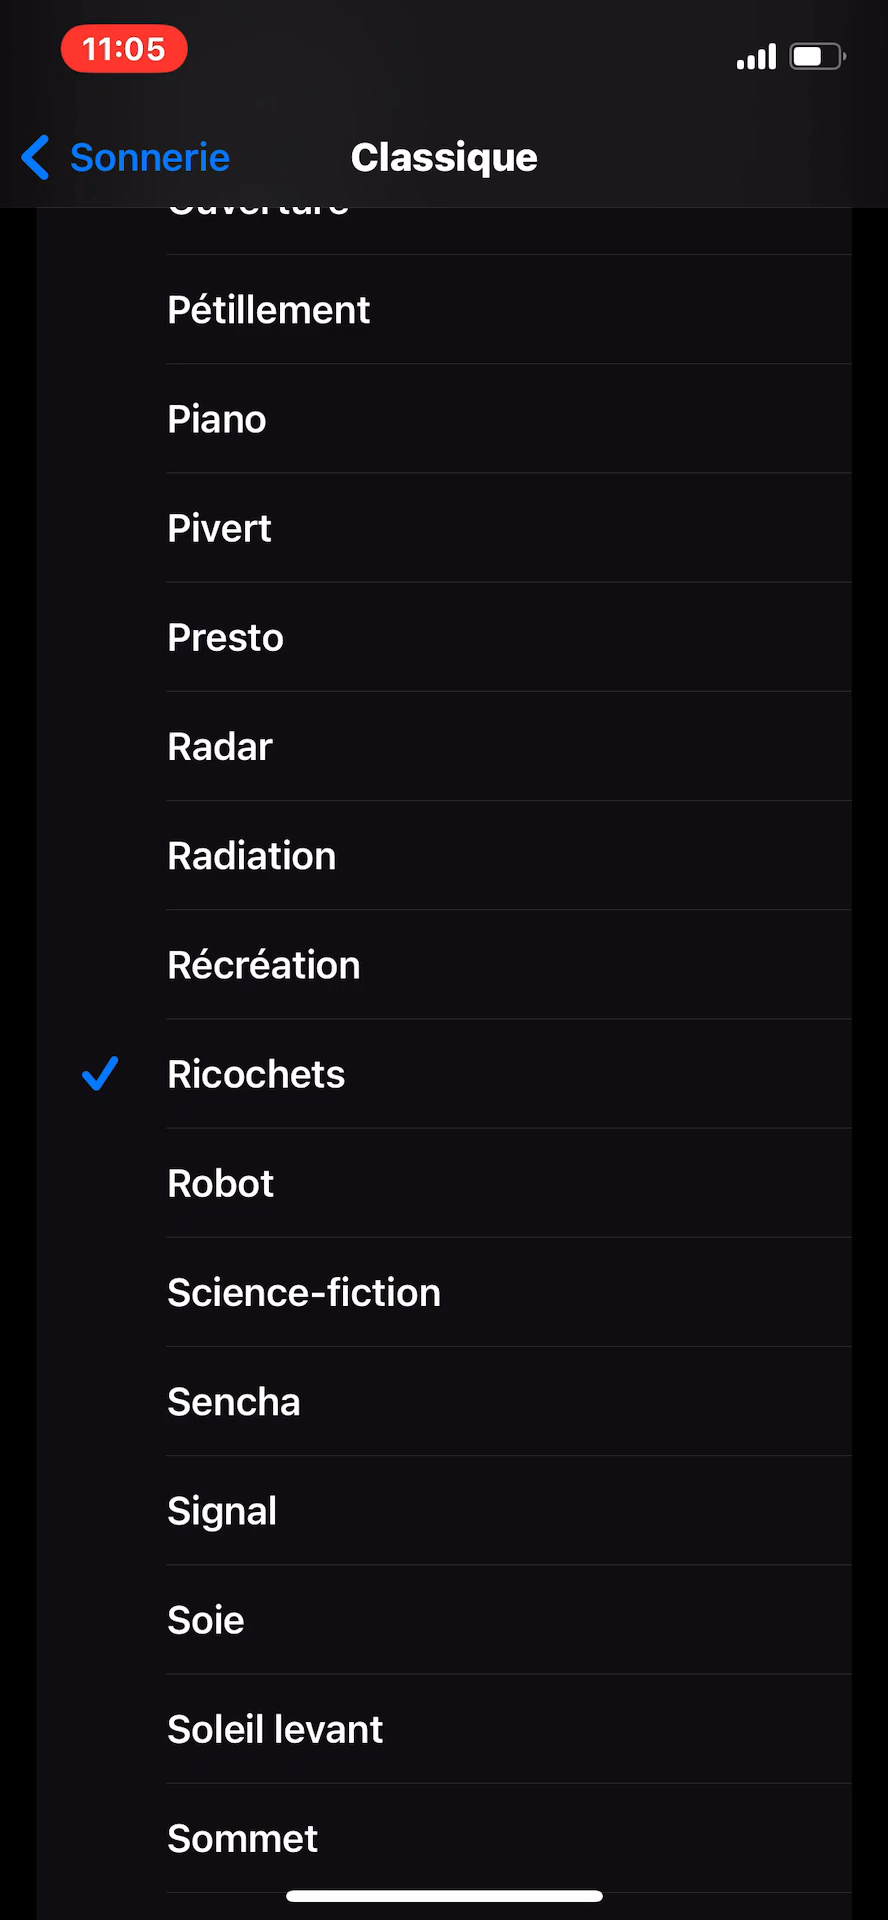 11:05
Sonnerie
Classique
Ouverture
Pétillement
Piano
Pivert
Presto
Radar
Radiation
Récréation
Ricochets
Robot
Science-fiction
Sencha
Signal
Soie
Soleil levant
Sommet